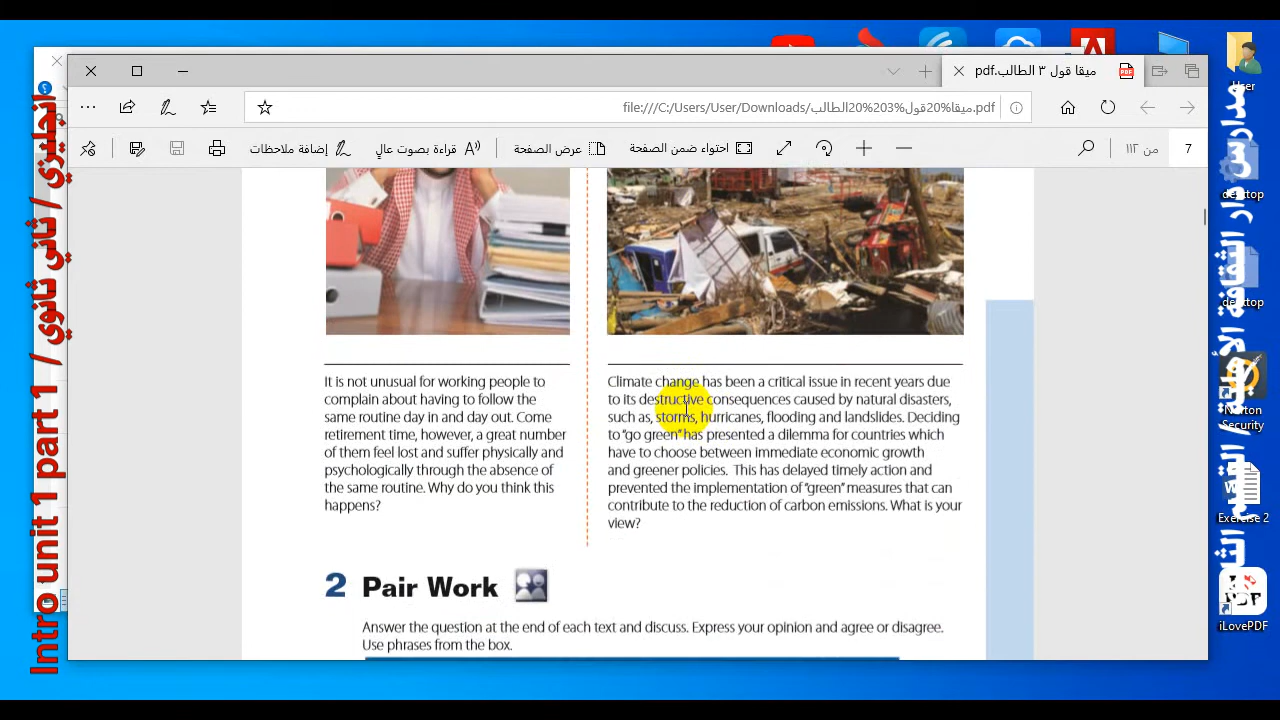 ميقا قول ٣ الطالب.pdf
file:///C:/Users/User/Downloads/ميقا%20قول%203%20الطالب.pdf
إضافة ملاحظات
قراءة بصوت عالٍ
عرض الصفحة
احتواء ضمن الصفحة
من ١١٢
7
It is not unusual for working people to
complain about having to follow the
same routine day in and day out. Come
retirement time, however, a great number
of them feel lost and suffer physically and
psychologically through the absence of
the same routine. Why do you think this
happens?
Climate change has been a critical issue in recent years due
to its destructive consequences caused by natural disasters,
such as, storms, hurricanes, flooding and landslides. Deciding
to "go green" has presented a dilemma for countries which
have to choose between immediate economic growth
and greener policies. This has delayed timely action and
prevented the implementation of "green" measures that can
contribute to the reduction of carbon emissions. What is your
view?
2 Pair Work
Answer the question at the end of each text and discuss. Express your opinion and agree or disagree.
Use phrases from the box.
انجليزي / ثاني ثانوي / Intro unit 1 part 1
مدارس دار الثقافة الأهلية / القسم
User
desktop
desktop
Norton
Security
Exercise 2
iLovePDF
PDF